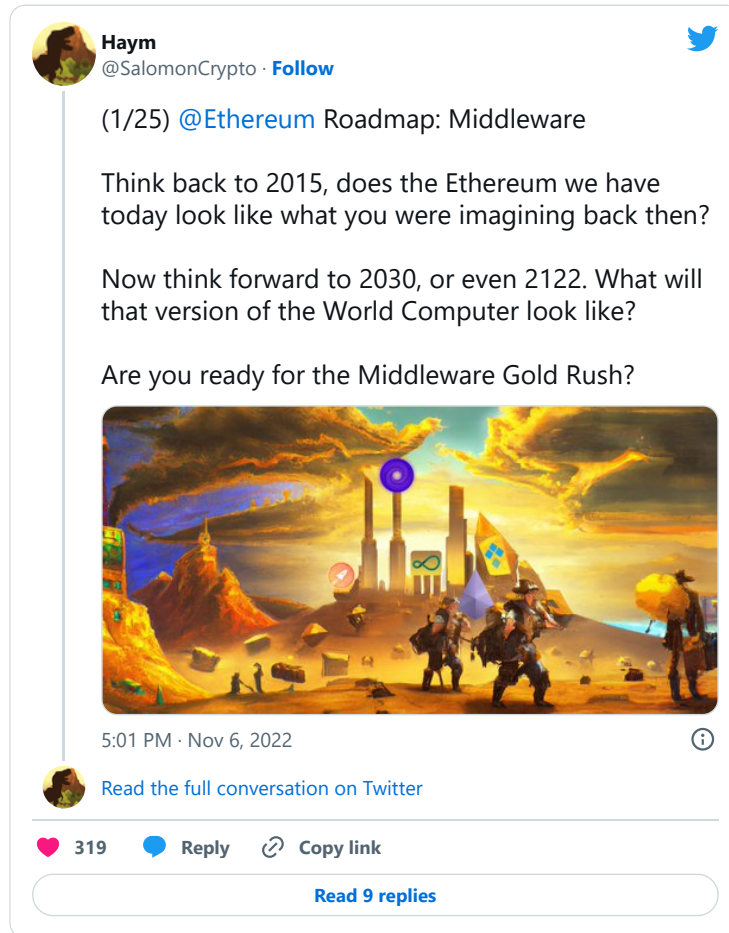 Haym
@SalomonCrypto · Follow
(1/25) @Ethereum Roadmap: Middleware
Think back to 2015, does the Ethereum we have
today look like what you were imagining back then?
Now think forward to 2030, or even 2122. What will
that version of the World Computer look like?
Are you ready for the Middleware Gold Rush?
5:01 PM · Nov 6, 2022
Read the full conversation on Twitter
319 Reply Copy link
Read 9 replies